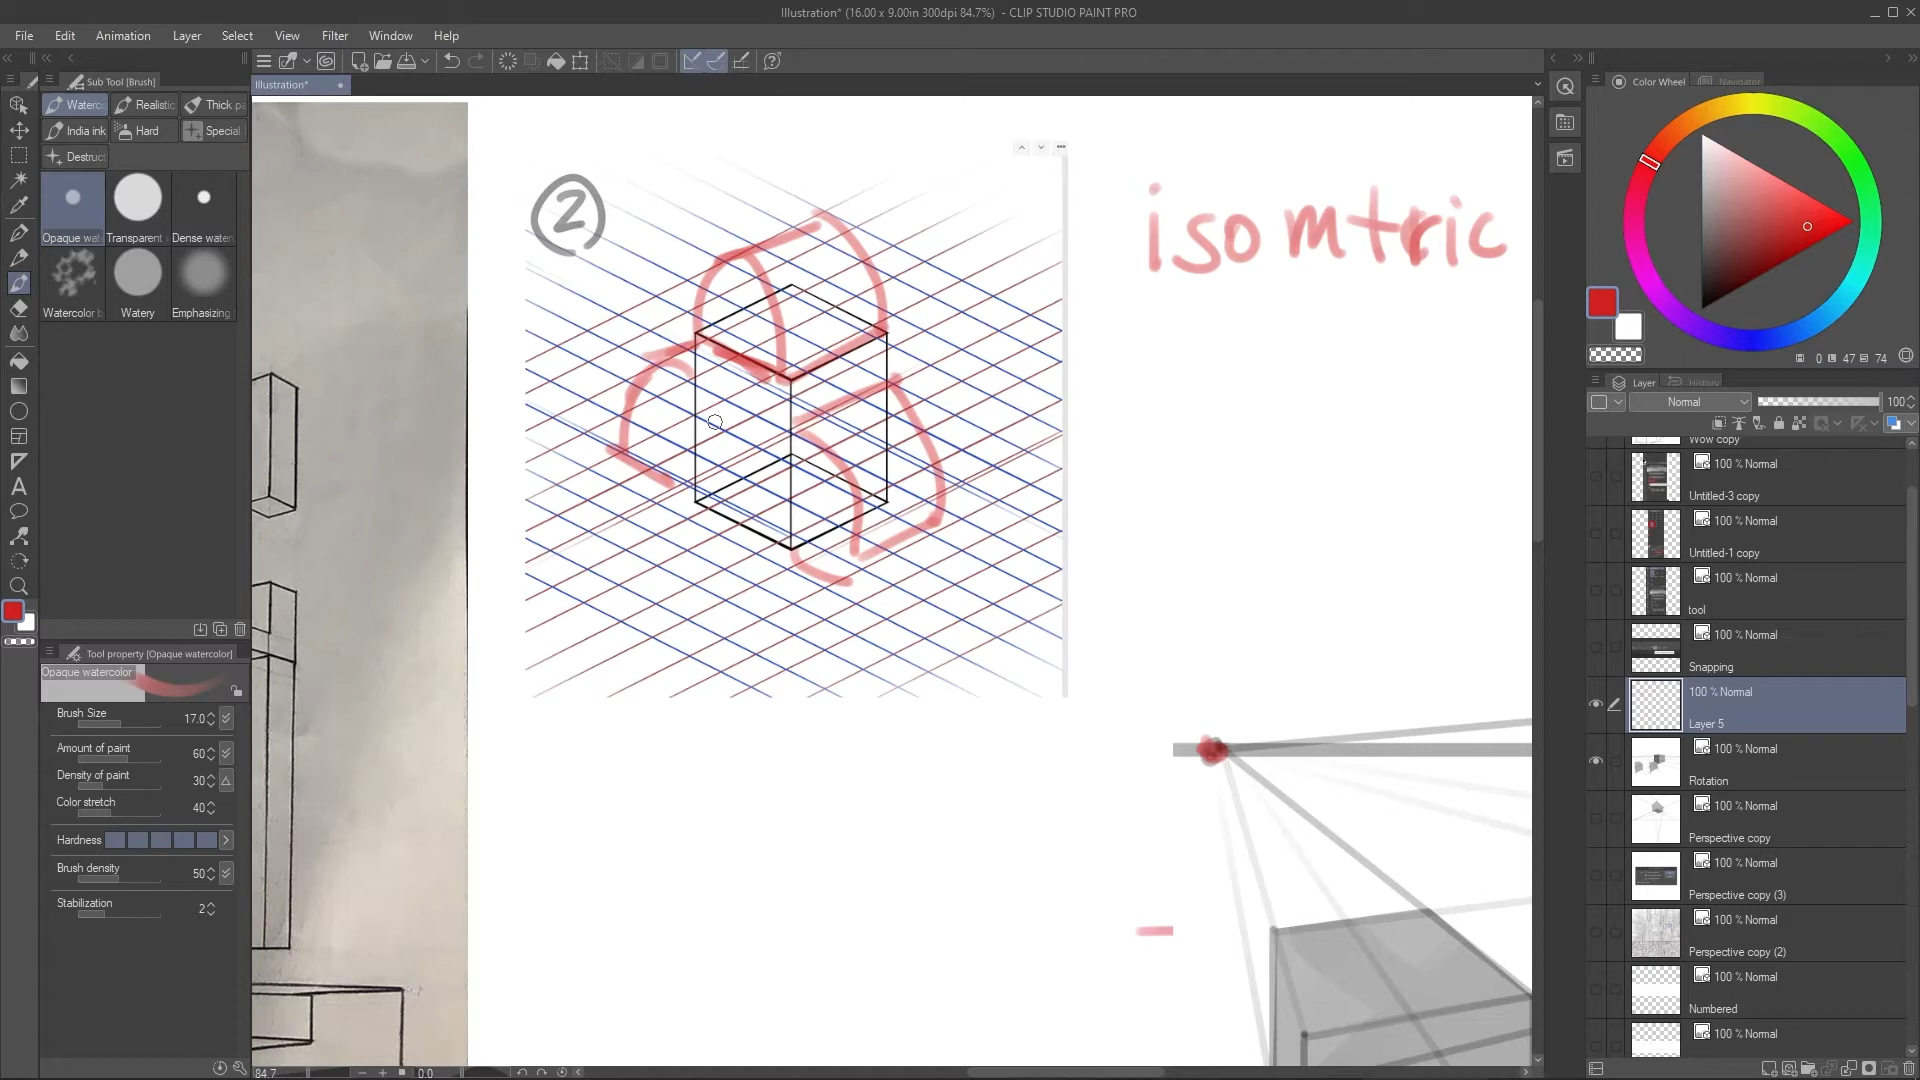 Illustration* (16.00 x 9.00in 300dpi 84.7%) - CLIP STUDIO PAINT PRO
File Edit Animation Layer Select View Filter Window Help
Sub Tool [Brush]
Illustration*
Color Wheel Navigator
Waterc Realistic Thick pa
India ink Hard Special
Destruct
Opaque wat Transparent Dense water
Watercolor b Watery Emphasizing
2
isomtric
0 47 74
Layer History
Normal 100
Wow copy
100 % Normal
Untitled-3 copy
100 % Normal
Untitled-1 copy
100 % Normal
tool
100 % Normal
Snapping
100 % Normal
Layer 5
100 % Normal
Rotation
100 % Normal
Perspective copy
100 % Normal
Perspective copy (3)
100 % Normal
Perspective copy (2)
100 % Normal
Numbered
100 % Normal
Tool property [Opaque watercolor]
Opaque watercolor
Brush Size 17.0
Amount of paint 60
Density of paint 30
Color stretch 40
Hardness
Brush density 50
Stabilization 2
84.7 0.0